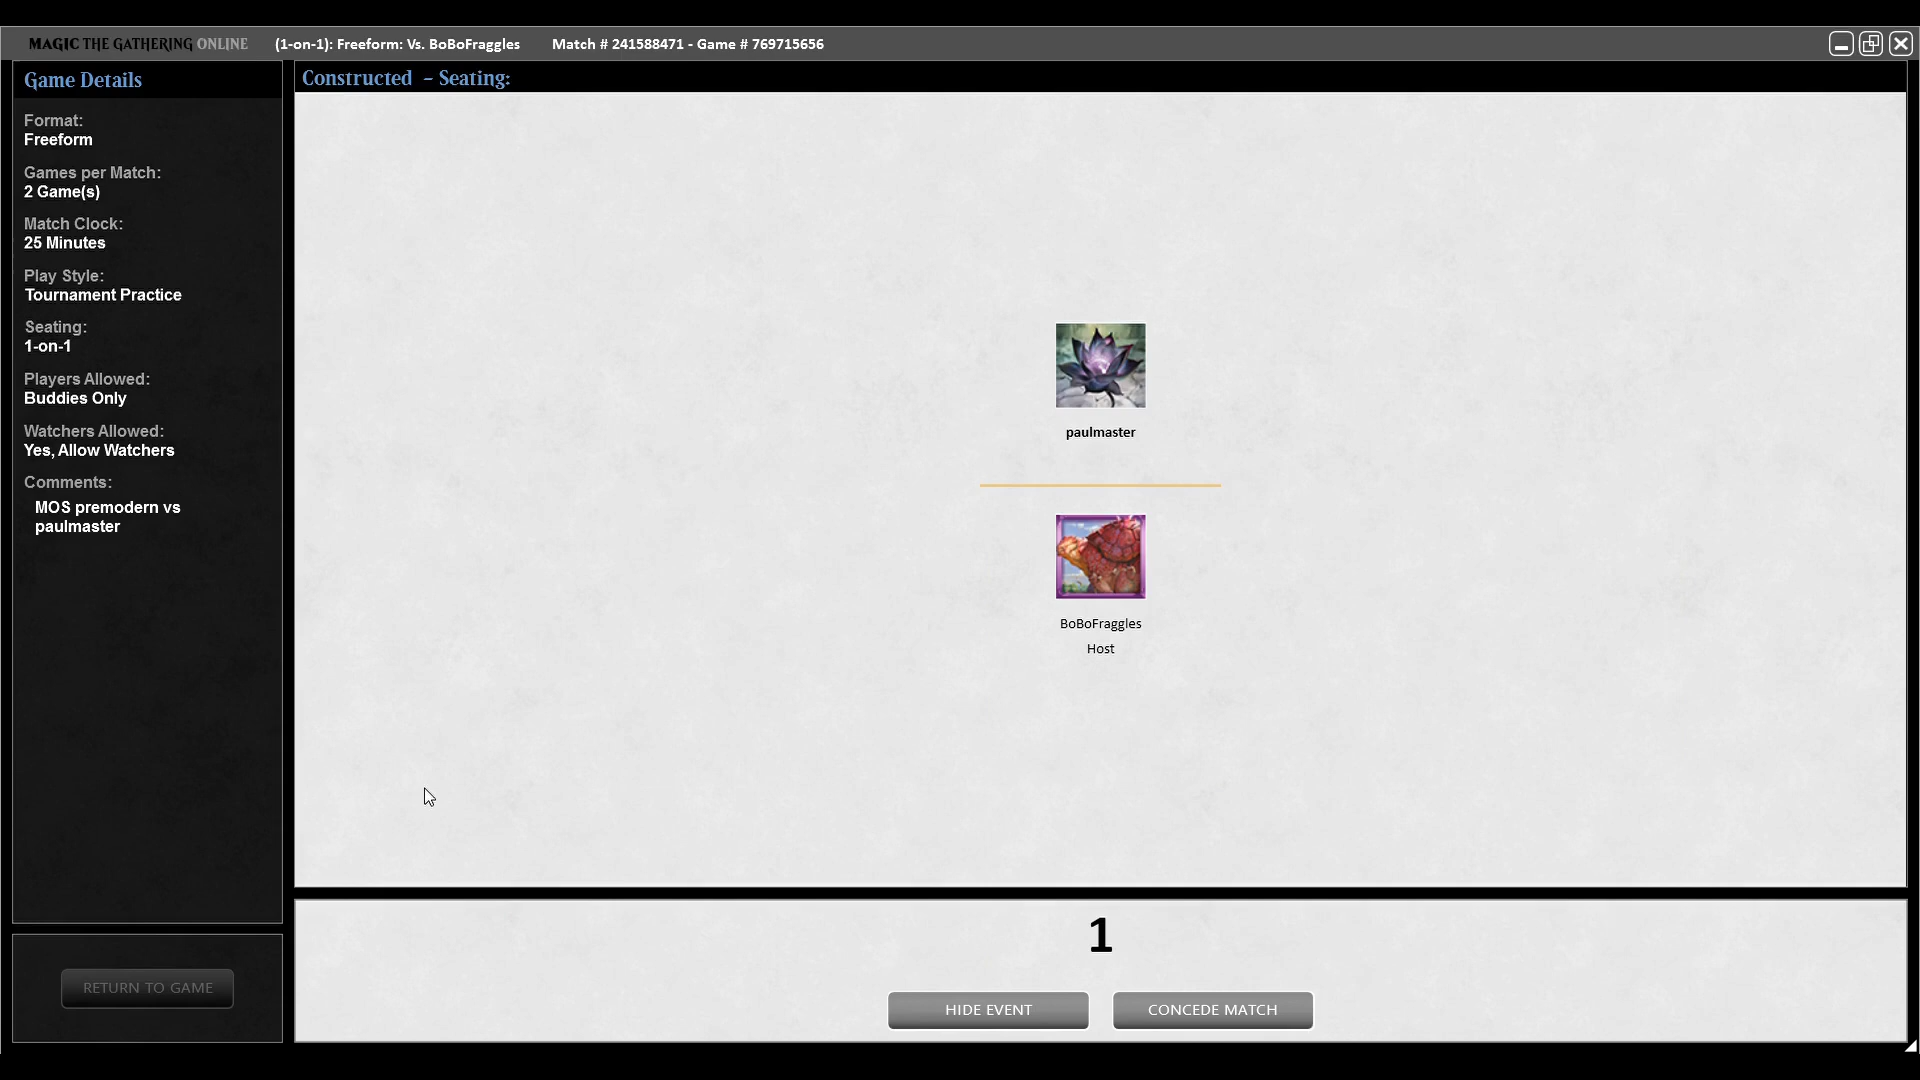 MAGIC THE GATHERING ONLINE (1-on-1): Freeform: Vs. BoBoFraggles Match # 241588471 - Game # 769715656
Game Details
Format:
Freeform
Games per Match:
2 Game(s)
Match Clock:
25 Minutes
Play Style:
Tournament Practice
Seating:
1-on-1
Players Allowed:
Buddies Only
Watchers Allowed:
Yes, Allow Watchers
Comments:
MOS premodern vs
paulmaster
RETURN TO GAME
Constructed – Seating:
paulmaster
BoBoFraggles
Host
1
HIDE EVENT
CONCEDE MATCH